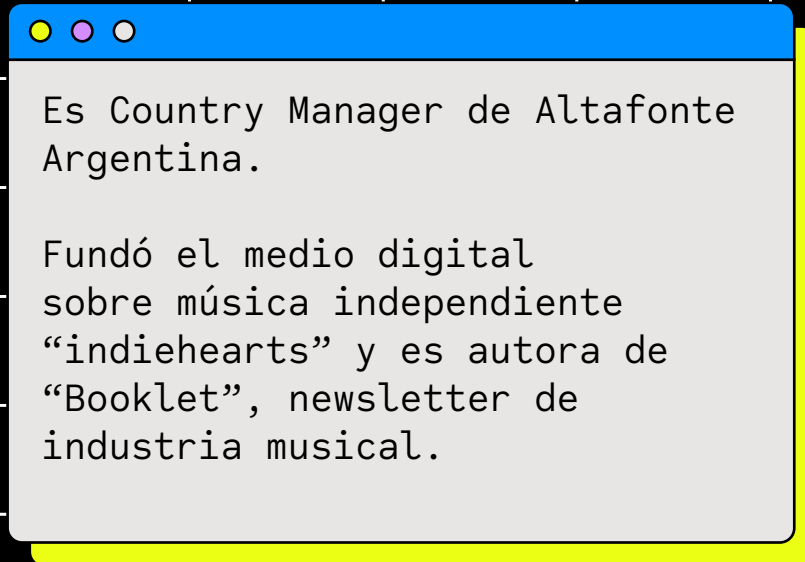 Es Country Manager de Altafonte
Argentina.
Fundó el medio digital
sobre música independiente
“indiehearts” y es autora de
“Booklet”, newsletter de
industria musical.